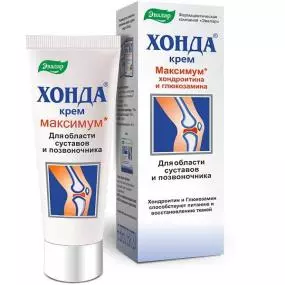 Эвалар
ХОНДА®
крем
максимум*
Для области
суставов
и позвоночника
Эвалар
Фармацевтическая
компания «Эвалар»
ХОНДА®
крем
Максимум*
хондроитина
и глюкозамина
Для области
суставов
и позвоночника
Хондроитин и Глюкозамин
способствуют питанию и
восстановлению тканей